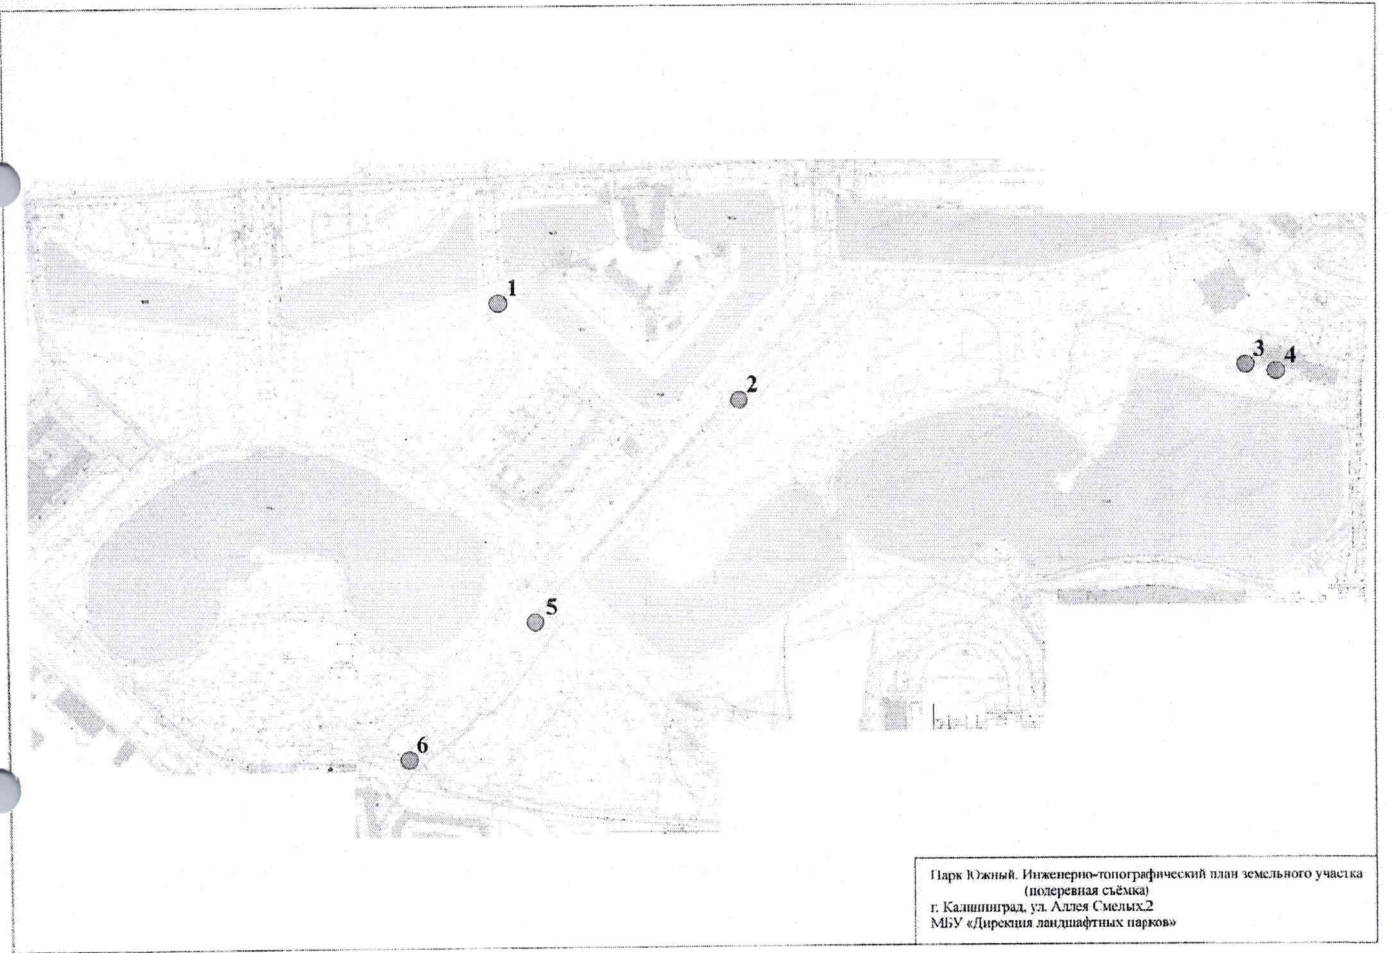 1
2
3
4
5
6
Парк Южный. Инженерно-топографический план земельного участка
(подеревная съёмка)
г. Калининград, ул. Аллея Смелых,2
МБУ «Дирекция ландшафтных парков»